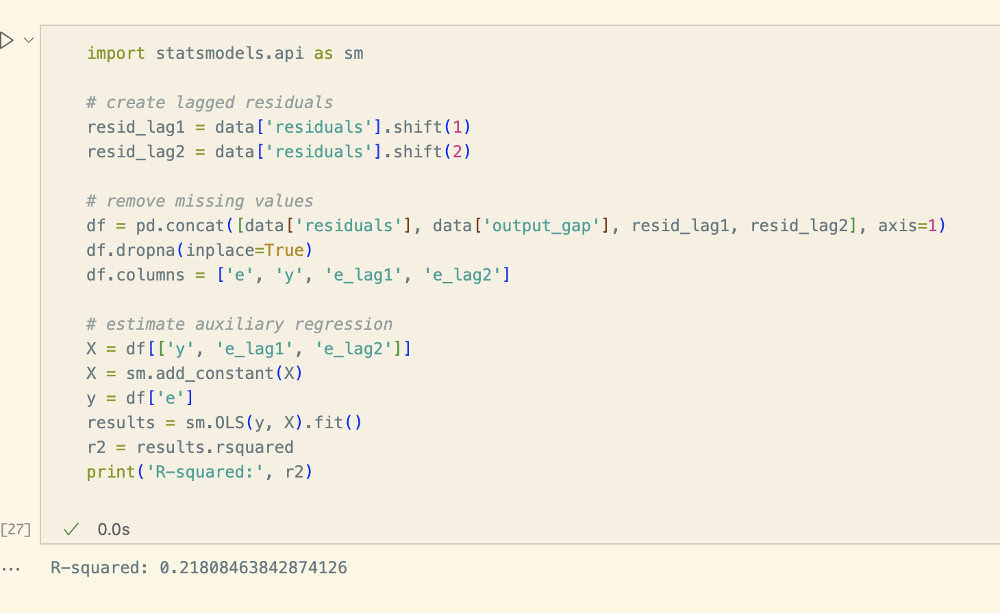 import statsmodels.api as sm
# create lagged residuals
resid_lag1 = data['residuals'].shift(1)
resid_lag2 = data['residuals'].shift(2)
# remove missing values
df = pd.concat([data['residuals'], data['output_gap'], resid_lag1, resid_lag2], axis=1)
df.dropna(inplace=True)
df.columns = ['e', 'y', 'e_lag1', 'e_lag2']
# estimate auxiliary regression
X = df[['y', 'e_lag1', 'e_lag2']]
X = sm.add_constant(X)
y = df['e']
results = sm.OLS(y, X).fit()
r2 = results.rsquared
print('R-squared:', r2)
[27] 0.0s
... R-squared: 0.21808463842874126